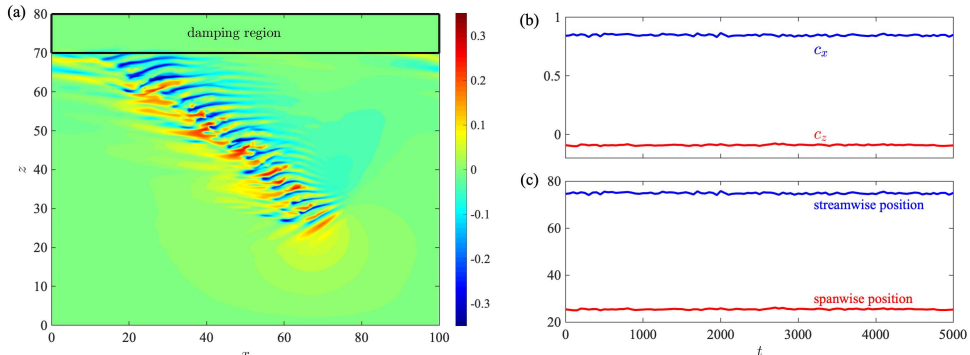 (a)
damping region
80
70
60
50
40
30
20
10
0
z
0 20 40 60 80 100
x
0.3
0.2
0.1
0
-0.1
-0.2
-0.3
(b)
1
0.5
0
c_x
c_z
(c)
80
60
40
20
streamwise position
spanwise position
0 1000 2000 3000 4000 5000
t